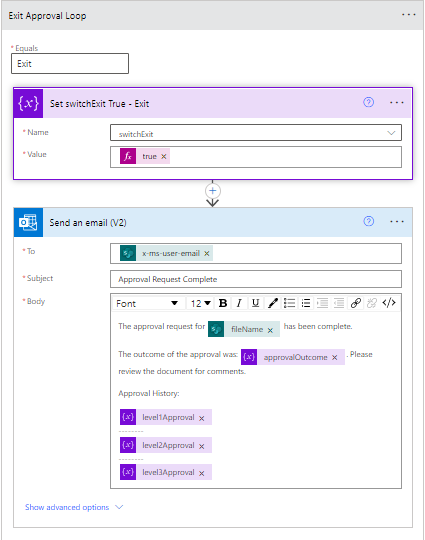 Exit Approval Loop
* Equals
Exit
{x} Set switchExit True - Exit
* Name switchExit
* Value fx true ×
Send an email (V2)
* To x-ms-user-email ×
* Subject Approval Request Complete
* Body Font 12 B I U </>
The approval request for fileName × has been complete.
The outcome of the approval was: {x} approvalOutcome × . Please
review the document for comments.
Approval History:
{x} level1Approval ×
--------
{x} level2Approval ×
--------
{x} level3Approval ×
Show advanced options